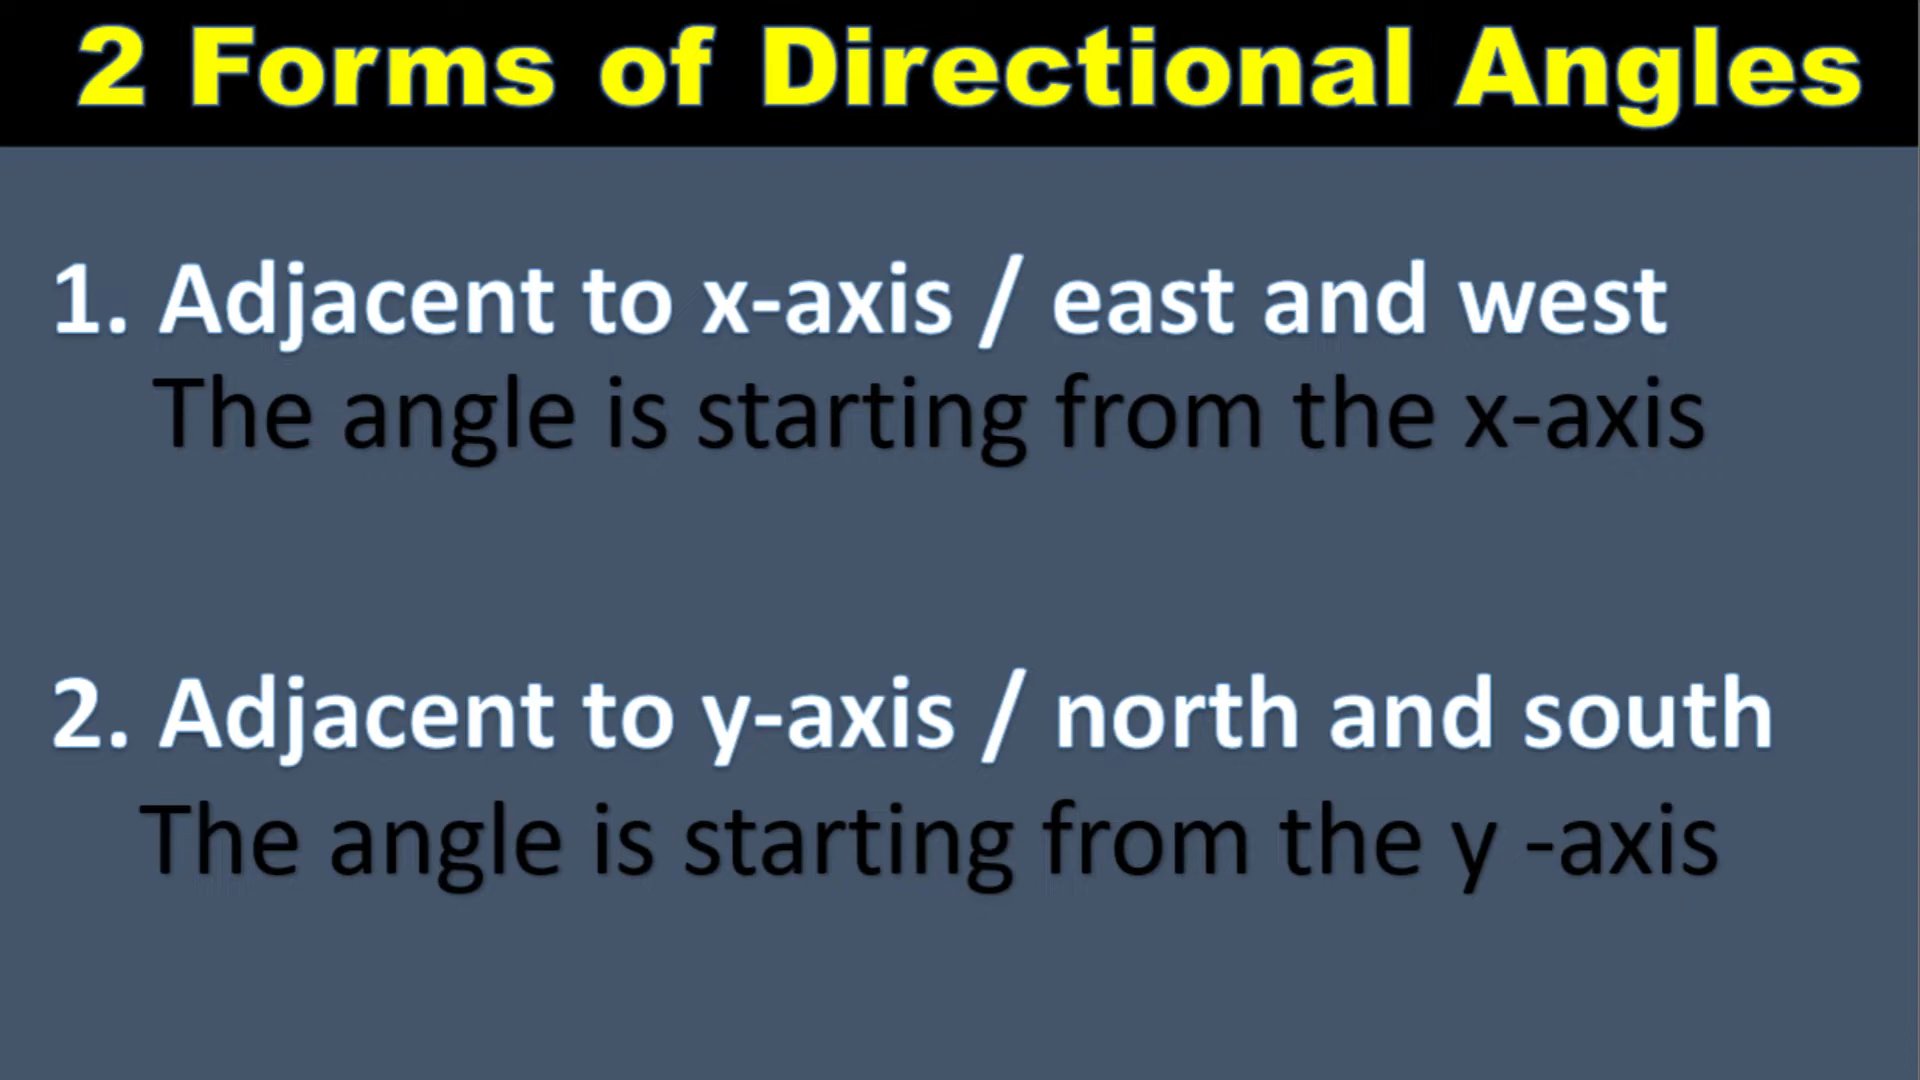 2 Forms of Directional Angles
1. Adjacent to x-axis / east and west
The angle is starting from the x-axis
2. Adjacent to y-axis / north and south
The angle is starting from the y -axis